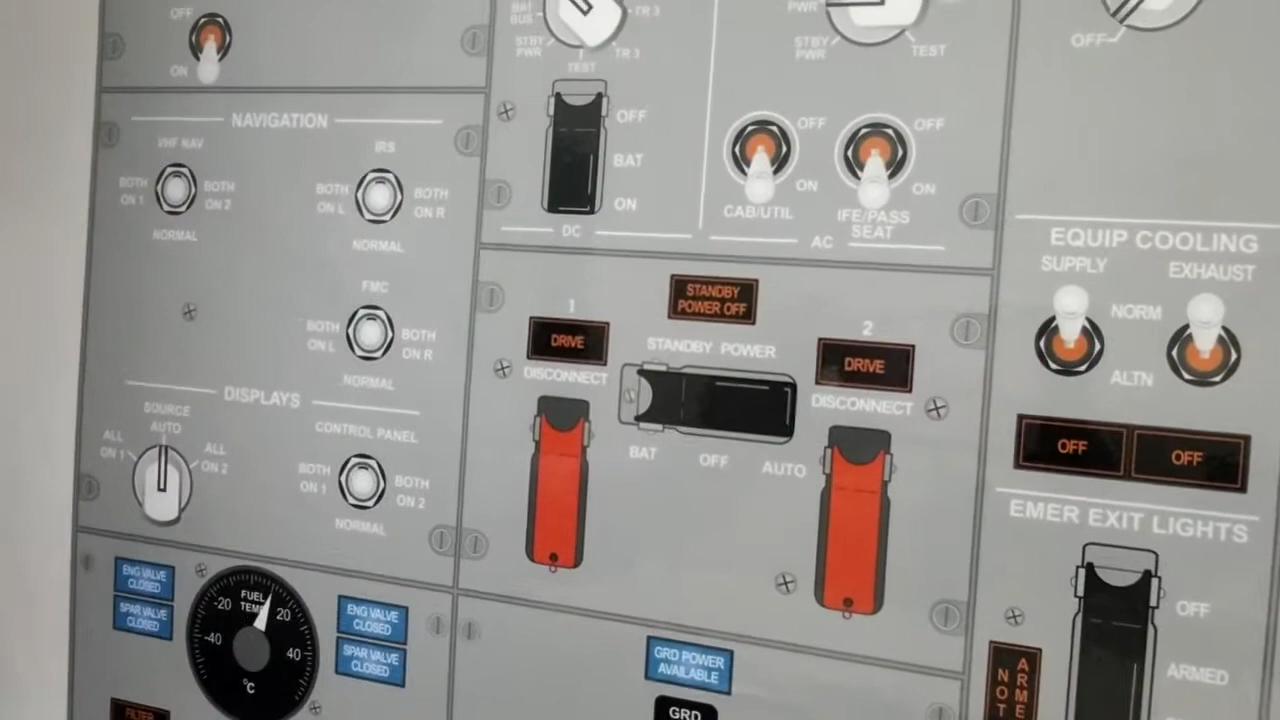 OFF
ON
NAVIGATION
VHF NAV
BOTH
ON 1
BOTH
ON 2
NORMAL
IRS
BOTH
ON L
BOTH
ON R
NORMAL
FMC
BOTH
ON L
BOTH
ON R
NORMAL
DISPLAYS
SOURCE
AUTO
ALL
ON 1
ALL
ON 2
CONTROL PANEL
BOTH
ON 1
BOTH
ON 2
NORMAL
BAT
BUS
STBY
PWR
TEST
TR 3
TR 3
OFF
BAT
ON
DC
PWR
STBY
PWR
TEST
OFF
ON
CAB/UTIL
OFF
ON
IFE/PASS
SEAT
AC
OFF
STANDBY
POWER OFF
1
DRIVE
DISCONNECT
STANDBY POWER
BAT
OFF
AUTO
2
DRIVE
DISCONNECT
EQUIP COOLING
SUPPLY
EXHAUST
NORM
ALTN
OFF
OFF
EMER EXIT LIGHTS
OFF
ARMED
NOT
ARME
ENG VALVE
CLOSED
SPAR VALVE
CLOSED
FUEL
TEMP
-20
20
-40
40
°C
ENG VALVE
CLOSED
SPAR VALVE
CLOSED
FILTER
GRD POWER
AVAILABLE
GRD